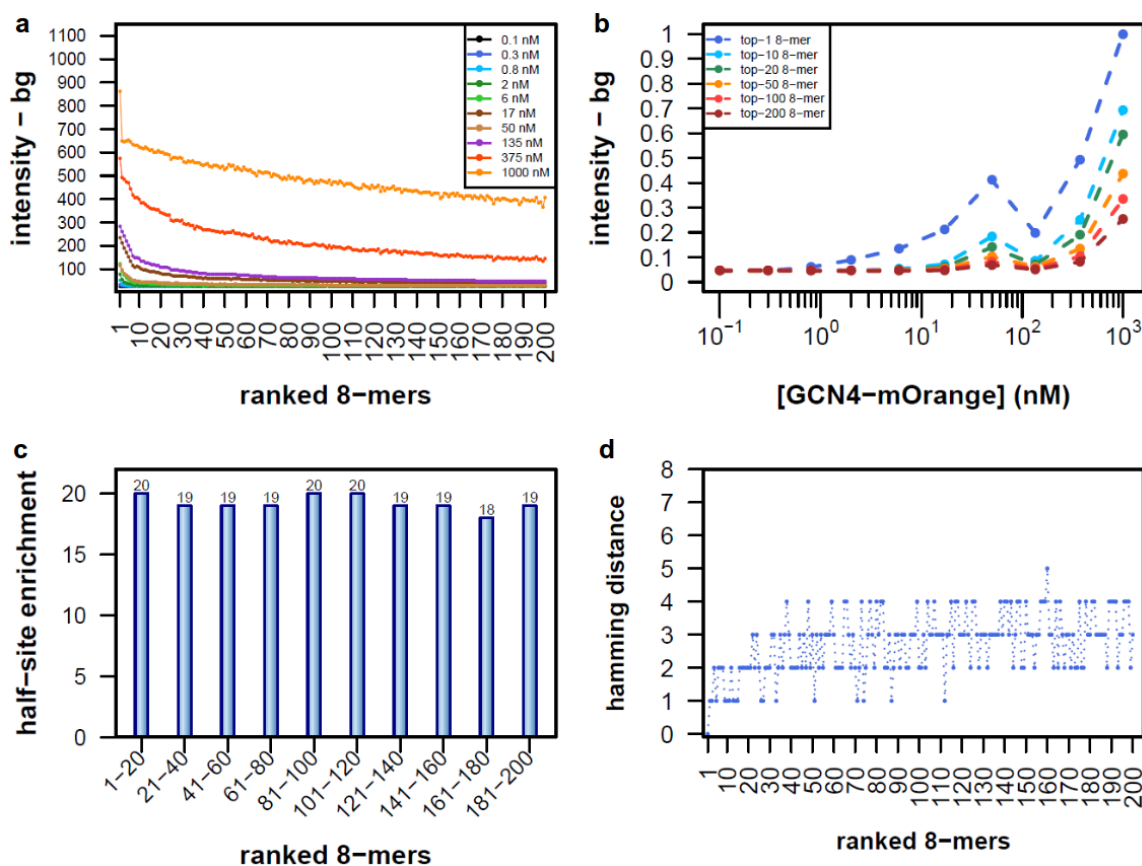 a
intensity − bg
1100
1000
900
800
700
600
500
400
300
200
100
0.1 nM
0.3 nM
0.8 nM
2 nM
6 nM
17 nM
50 nM
135 nM
375 nM
1000 nM
1 10 20 30 40 50 60 70 80 90 100 110 120 130 140 150 160 170 180 190 200
ranked 8−mers
b
intensity − bg
1
0.9
0.8
0.7
0.6
0.5
0.4
0.3
0.2
0.1
0
top-1 8-mer
top-10 8-mer
top-20 8-mer
top-50 8-mer
top-100 8-mer
top-200 8-mer
10⁻¹ 10⁰ 10¹ 10² 10³
[GCN4−mOrange] (nM)
c
half−site enrichment
20
15
10
5
0
20 19 19 19 20 20 19 19 18 19
1−20 21−40 41−60 61−80 81−100 101−120 121−140 141−160 161−180 181−200
ranked 8−mers
d
hamming distance
8
7
6
5
4
3
2
1
0
1 10 20 30 40 50 60 70 80 90 100 110 120 130 140 150 160 170 180 190 200
ranked 8−mers